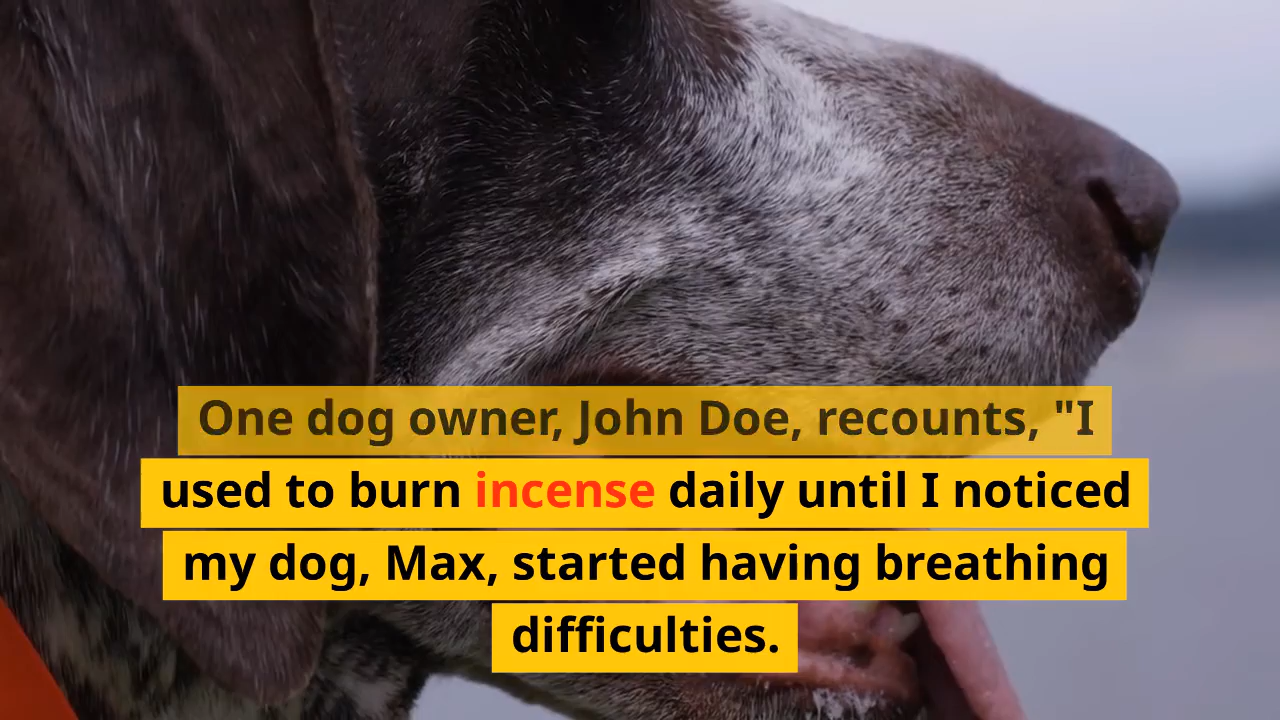 One dog owner, John Doe, recounts, "I
used to burn incense daily until I noticed
my dog, Max, started having breathing
difficulties.